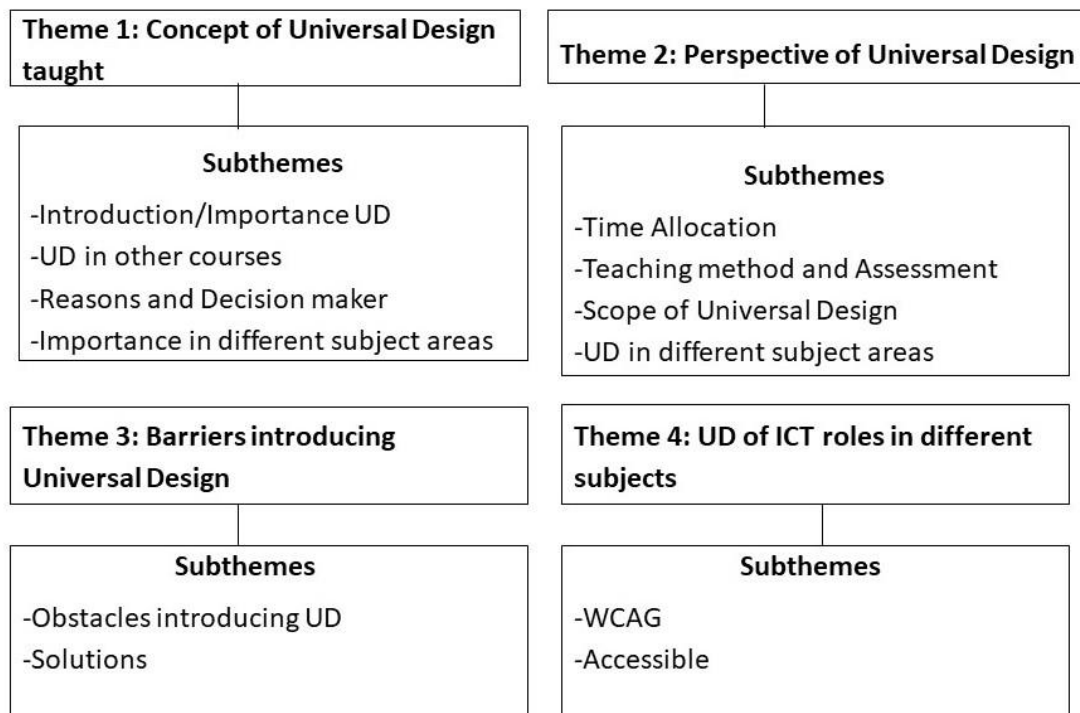 Theme 1: Concept of Universal Design
taught
Subthemes
-Introduction/Importance UD
-UD in other courses
-Reasons and Decision maker
-Importance in different subject areas
Theme 2: Perspective of Universal Design
Subthemes
-Time Allocation
-Teaching method and Assessment
-Scope of Universal Design
-UD in different subject areas
Theme 3: Barriers introducing
Universal Design
Subthemes
-Obstacles introducing UD
-Solutions
Theme 4: UD of ICT roles in different
subjects
Subthemes
-WCAG
-Accessible